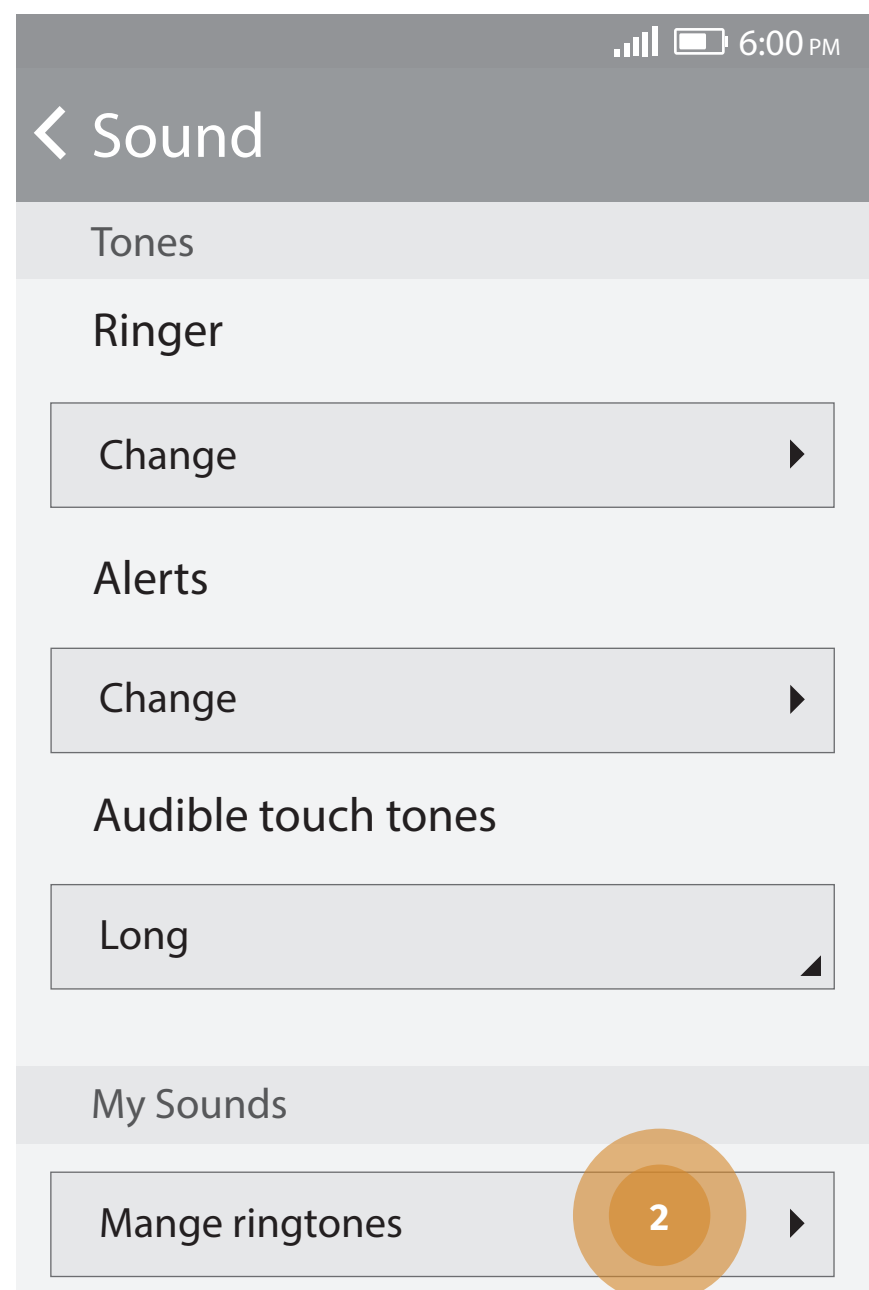 6:00 PM
Sound
Tones
Ringer
Change
Alerts
Change
Audible touch tones
Long
My Sounds
Mange ringtones
2